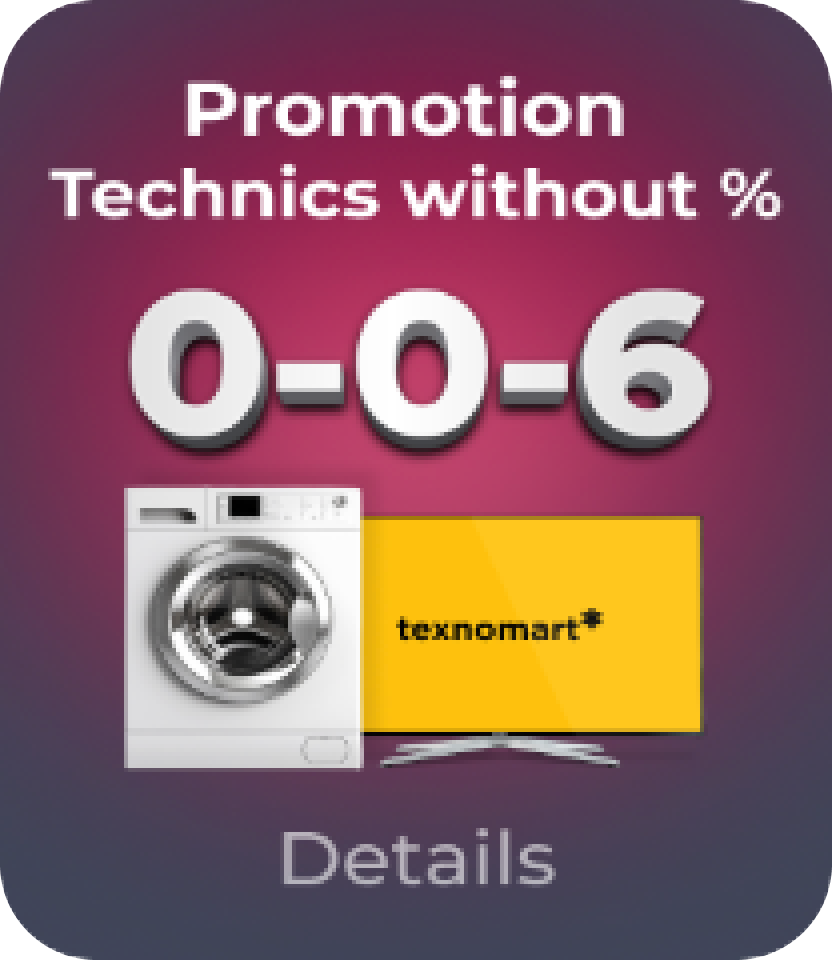 Promotion
Technics without %
0-0-6
texnomart*
Details